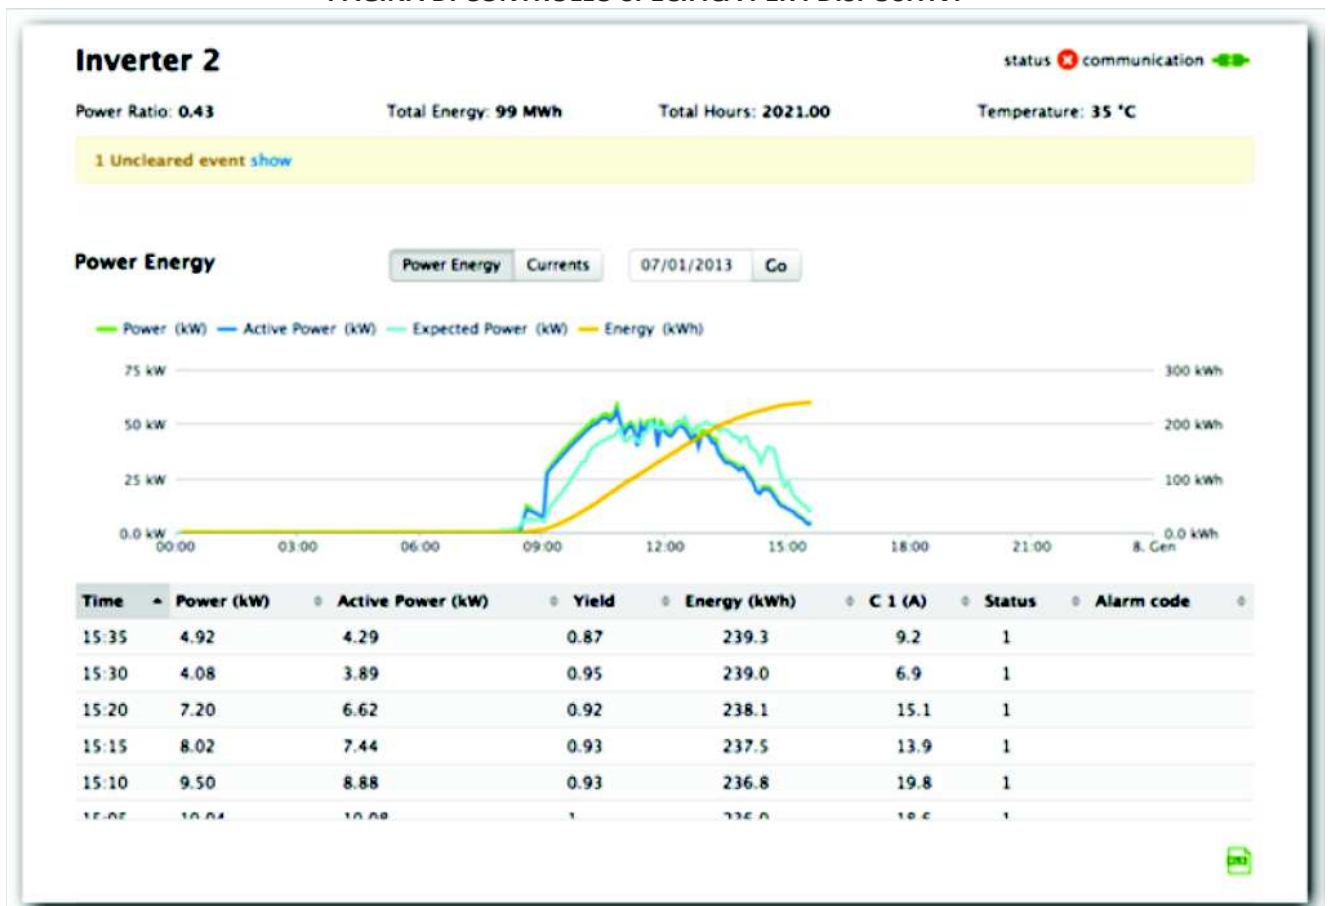 Inverter 2
status communication
Power Ratio: 0.43 Total Energy: 99 MWh Total Hours: 2021.00 Temperature: 35 °C
1 Uncleared event show
Power Energy Power Energy Currents 07/01/2013 Go
Power (kW) Active Power (kW) Expected Power (kW) Energy (kWh)
75 kW 300 kWh
50 kW 200 kWh
25 kW 100 kWh
0.0 kW 0.0 kWh
00:00 03:00 06:00 09:00 12:00 15:00 18:00 21:00 8. Gen
Time Power (kW) Active Power (kW) Yield Energy (kWh) C 1 (A) Status Alarm code
15:35 4.92 4.29 0.87 239.3 9.2 1
15:30 4.08 3.89 0.95 239.0 6.9 1
15:20 7.20 6.62 0.92 238.1 15.1 1
15:15 8.02 7.44 0.93 237.5 13.9 1
15:10 9.50 8.88 0.93 236.8 19.8 1